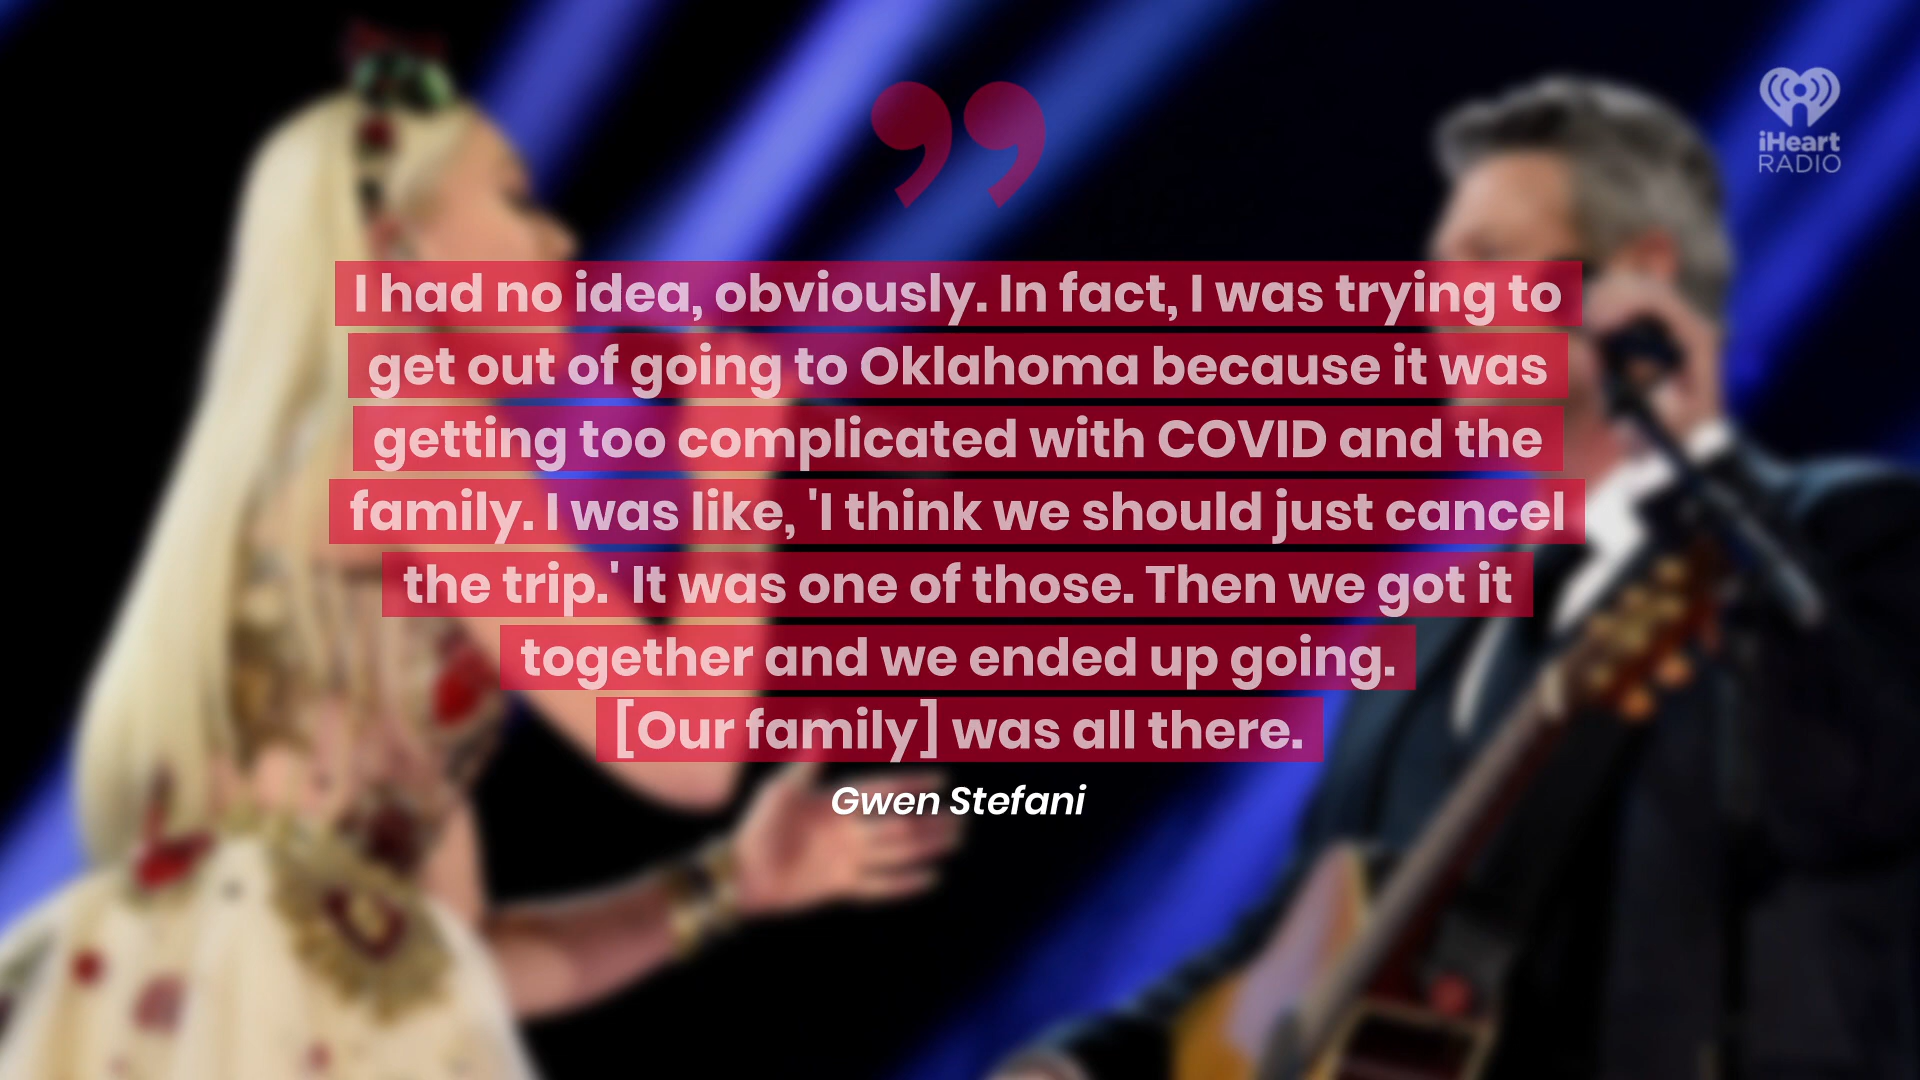 iHeart
RADIO
”
I had no idea, obviously. In fact, I was trying to
get out of going to Oklahoma because it was
getting too complicated with COVID and the
family. I was like, 'I think we should just cancel
the trip.' It was one of those. Then we got it
together and we ended up going.
[Our family] was all there.
Gwen Stefani